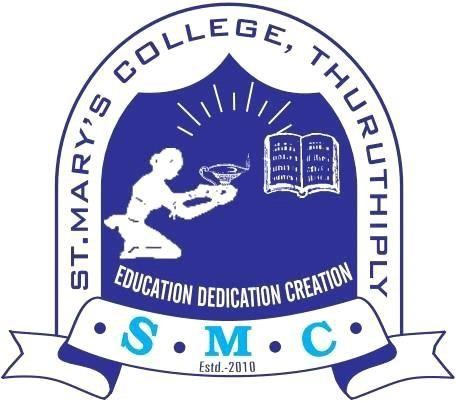 ST.MARY'S COLLEGE, THURUTHIPLY
EDUCATION DEDICATION CREATION
• S • M • C •
Estd.-2010